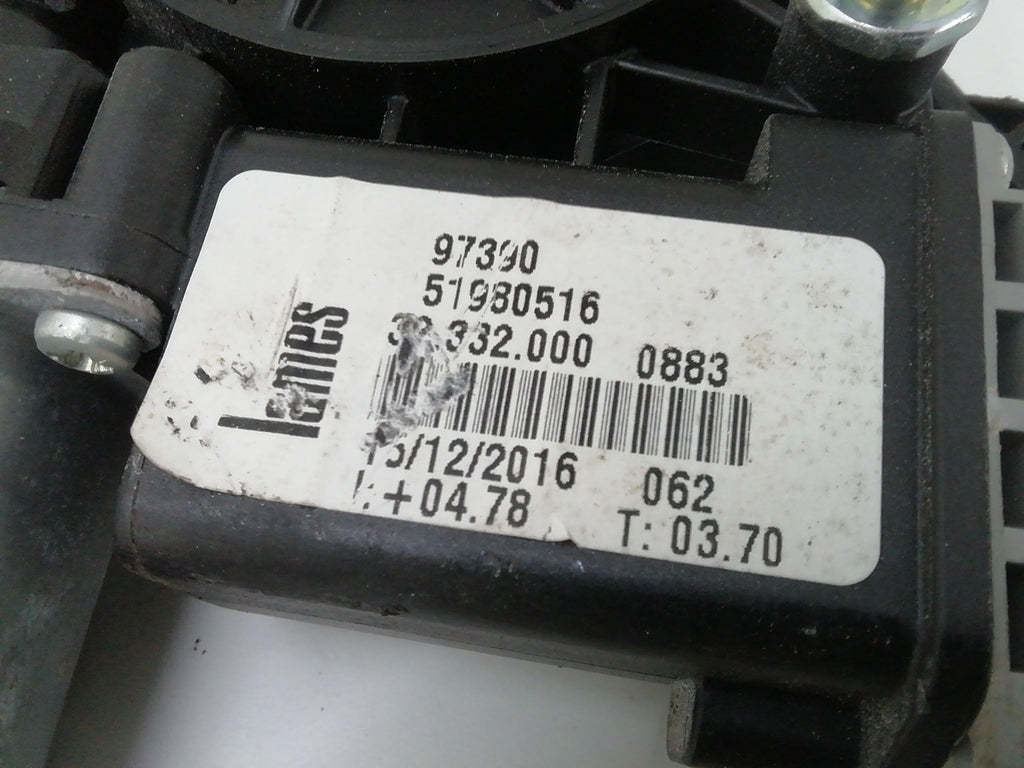 lames
97390
51980516
332.000 0883
/12/2016 062
+04.78 T: 03.70